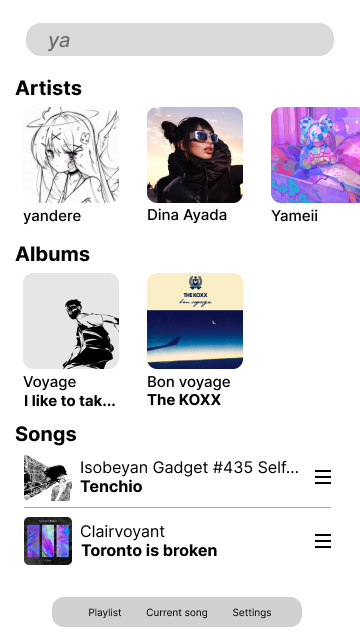 ya
Artists
yandere
Dina Ayada
Yameii
Albums
THE KOXX
bon voyage
Voyage
I like to tak...
Bon voyage
The KOXX
Songs
Isobeyan Gadget #435 Self...
Tenchio
Clairvoyant
Toronto is broken
Playlist Current song Settings